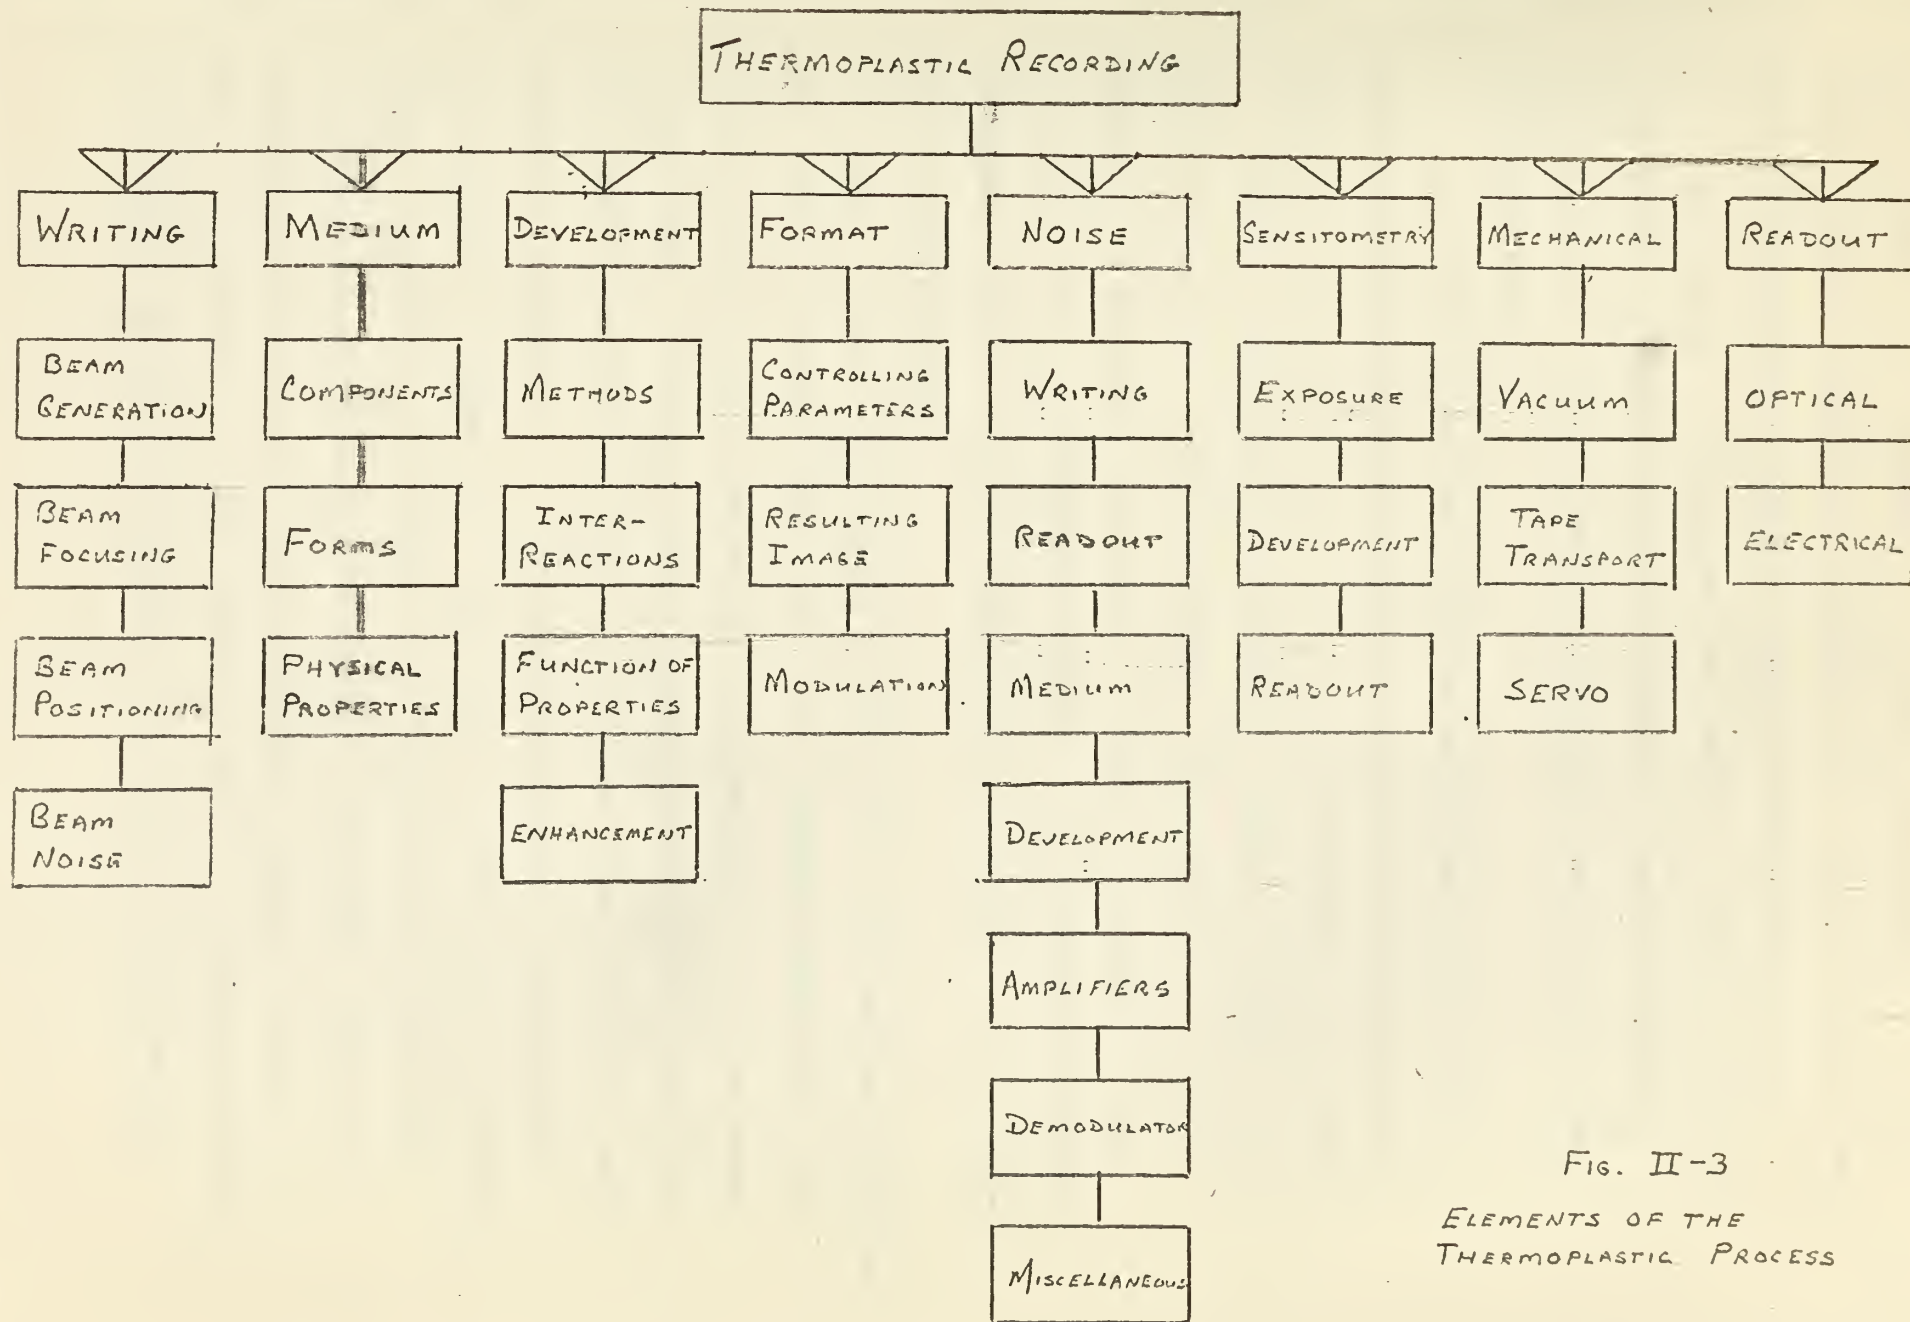 THERMOPLASTIC RECORDING
WRITING
MEDIUM
DEVELOPMENT
FORMAT
NOISE
SENSITOMETRY
MECHANICAL
READOUT
BEAM
GENERATION
COMPONENTS
METHODS
CONTROLLING
PARAMETERS
WRITING
EXPOSURE
VACUUM
OPTICAL
BEAM
FOCUSING
FORMS
INTER-
REACTIONS
RESULTING
IMAGE
READOUT
DEVELOPMENT
TAPE
TRANSPORT
ELECTRICAL
BEAM
POSITIONING
PHYSICAL
PROPERTIES
FUNCTION OF
PROPERTIES
MODULATION
MEDIUM
READOUT
SERVO
BEAM
NOISE
ENHANCEMENT
DEVELOPMENT
AMPLIFIERS
DEMODULATOR
MISCELLANEOUS
FIG. II-3
ELEMENTS OF THE
THERMOPLASTIC PROCESS